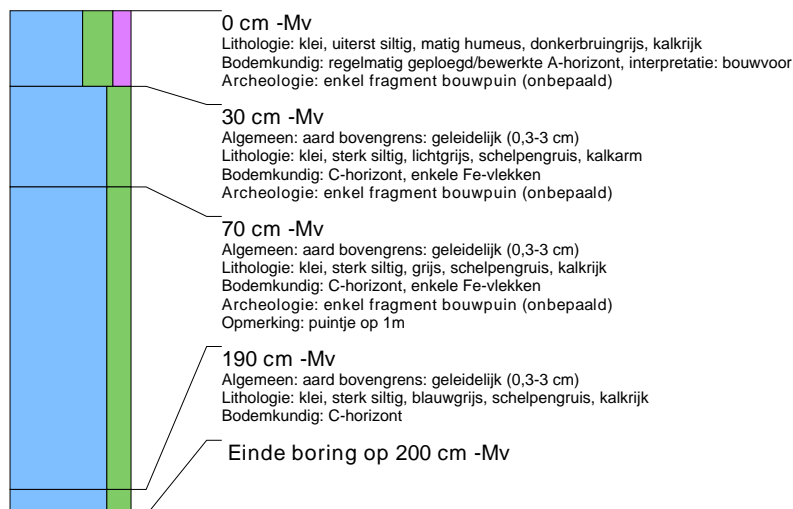 0 cm -Mv
Lithologie: klei, uiterst siltig, matig humeus, donkerbruingrijs, kalkrijk
Bodemkundig: regelmatig geploegd/bewerkte A-horizont, interpretatie: bouwvoor
Archeologie: enkel fragment bouwpuin (onbepaald)
30 cm -Mv
Algemeen: aard bovengrens: geleidelijk (0,3-3 cm)
Lithologie: klei, sterk siltig, lichtgrijs, schelpengruis, kalkarm
Bodemkundig: C-horizont, enkele Fe-vlekken
Archeologie: enkel fragment bouwpuin (onbepaald)
70 cm -Mv
Algemeen: aard bovengrens: geleidelijk (0,3-3 cm)
Lithologie: klei, sterk siltig, grijs, schelpengruis, kalkrijk
Bodemkundig: C-horizont, enkele Fe-vlekken
Archeologie: enkel fragment bouwpuin (onbepaald)
Opmerking: puintje op 1m
190 cm -Mv
Algemeen: aard bovengrens: geleidelijk (0,3-3 cm)
Lithologie: klei, sterk siltig, blauwgrijs, schelpengruis, kalkrijk
Bodemkundig: C-horizont
Einde boring op 200 cm -Mv